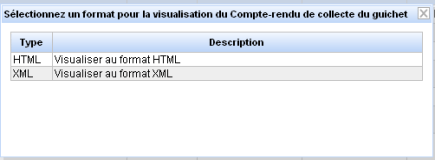 Sélectionnez un format pour la visualisation du Compte-rendu de collecte du guichet
Type Description
HTML Visualiser au format HTML
XML Visualiser au format XML